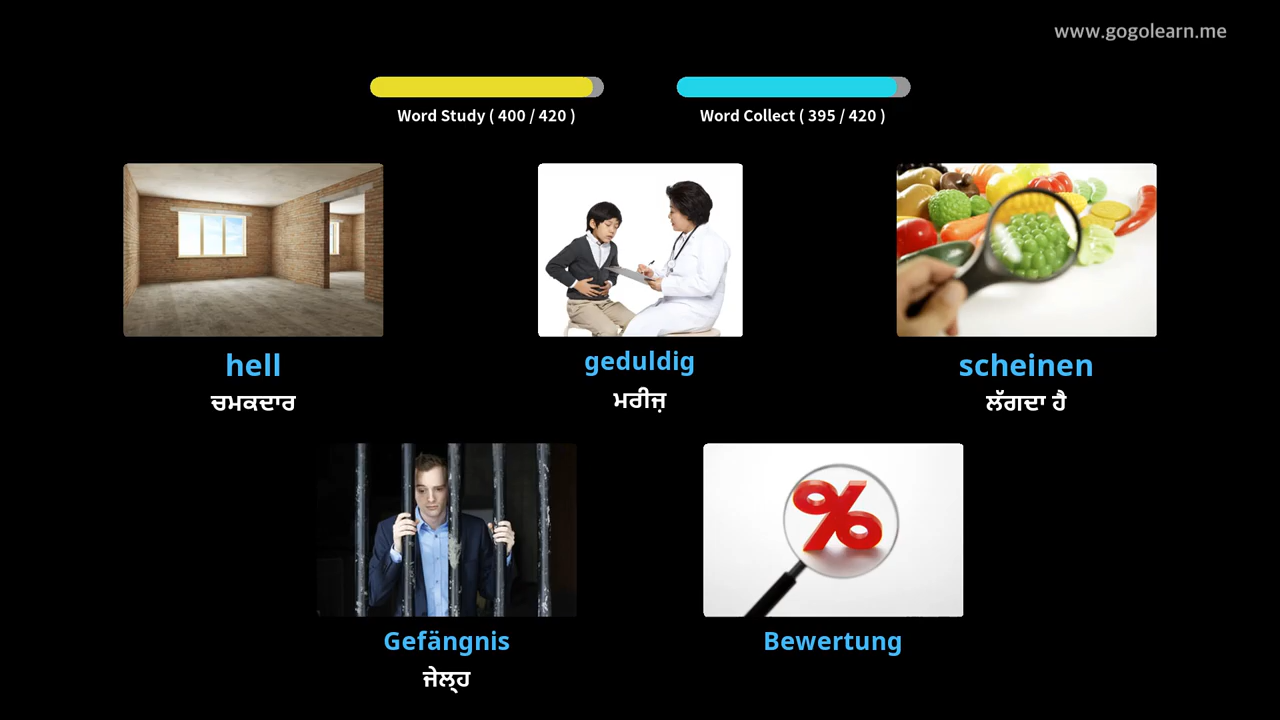 www.gogolearn.me
Word Study ( 400 / 420 )
Word Collect ( 395 / 420 )
hell
ਚਮਕਦਾਰ
geduldig
ਮਰੀਜ਼
scheinen
ਲੱਗਦਾ ਹੈ
Gefängnis
ਜੇਲ੍ਹ
Bewertung